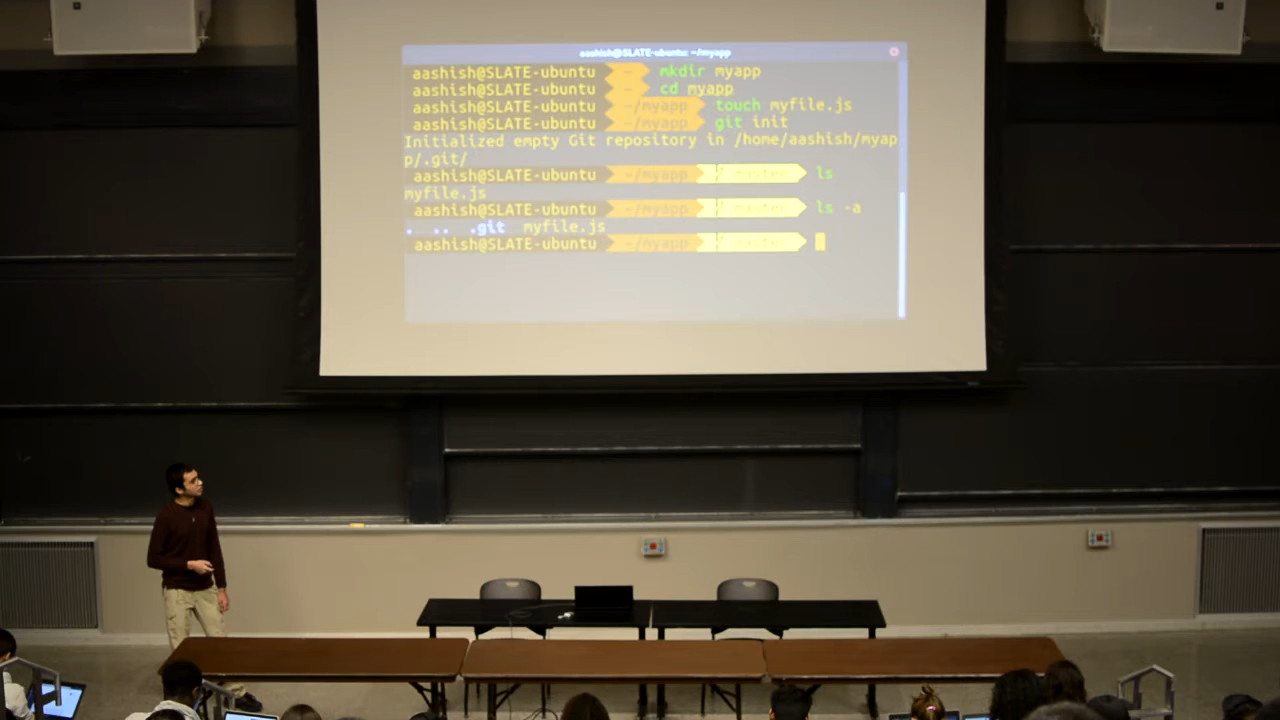 aashish@SLATE-ubuntu: ~/myapp
aashish@SLATE-ubuntu ~ mkdir myapp
aashish@SLATE-ubuntu ~ cd myapp
aashish@SLATE-ubuntu ~/myapp touch myfile.js
aashish@SLATE-ubuntu ~/myapp git init
Initialized empty Git repository in /home/aashish/myap
p/.git/
aashish@SLATE-ubuntu ~/myapp master ls
myfile.js
aashish@SLATE-ubuntu ~/myapp master ls -a
. .. .git myfile.js
aashish@SLATE-ubuntu ~/myapp master